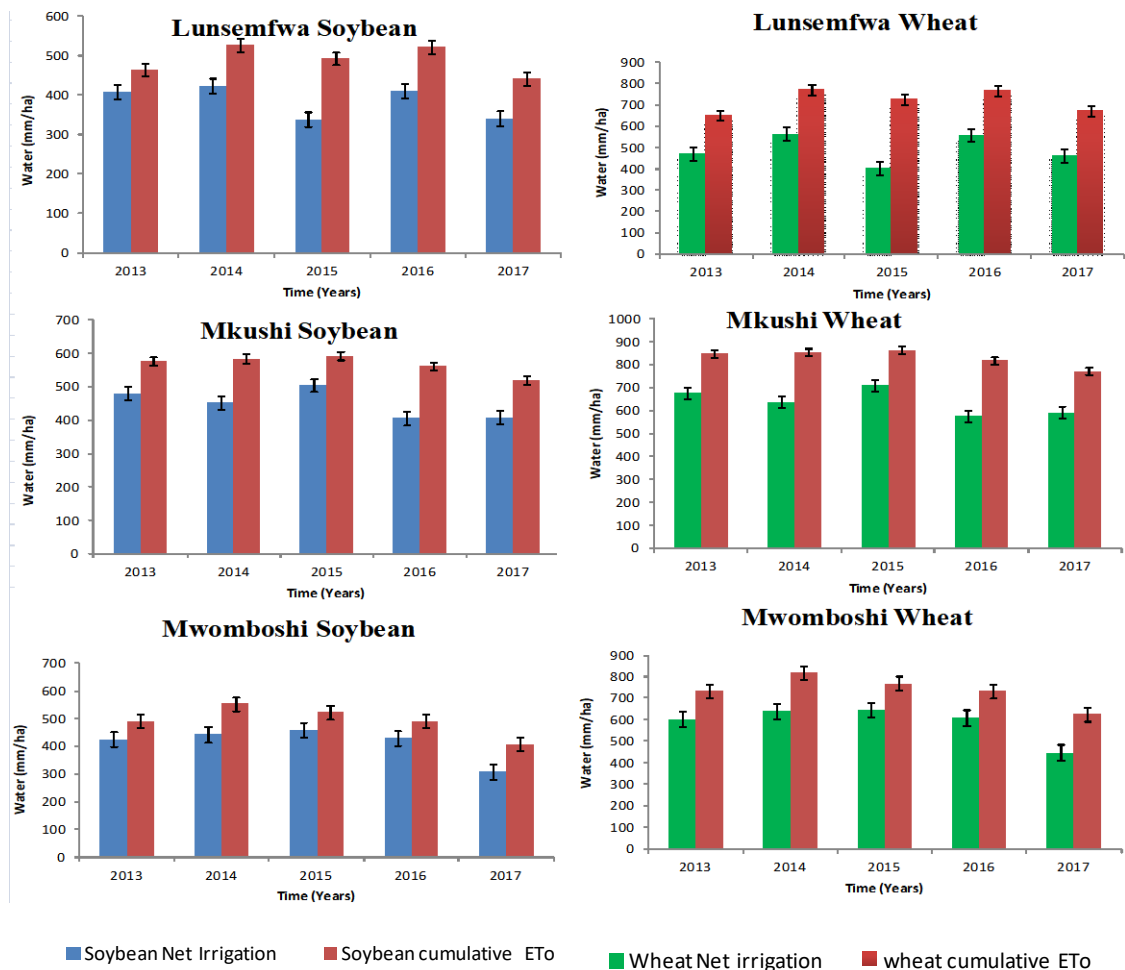 Lunsemfwa Soybean
600
500
400
300
200
100
0
Water (mm/ha)
2013 2014 2015 2016 2017
Time (Years)
Lunsemfwa Wheat
900
800
700
600
500
400
300
200
100
0
Water (mm/ha)
2013 2014 2015 2016 2017
Time (Years)
Mkushi Soybean
700
600
500
400
300
200
100
0
Water (mm/ha)
2013 2014 2015 2016 2017
Time (Years)
Mkushi Wheat
1000
900
800
700
600
500
400
300
200
100
0
Water (mm/ha)
2013 2014 2015 2016 2017
Time (Years)
Mwomboshi Soybean
700
600
500
400
300
200
100
0
Water (mm/ha)
2013 2014 2015 2016 2017
Time (Years)
Mwomboshi Wheat
900
800
700
600
500
400
300
200
100
0
Water (mm/ha)
2013 2014 2015 2016 2017
Time (Years)
Soybean Net Irrigation Soybean cumulative ETo
Wheat Net irrigation wheat cumulative ETo